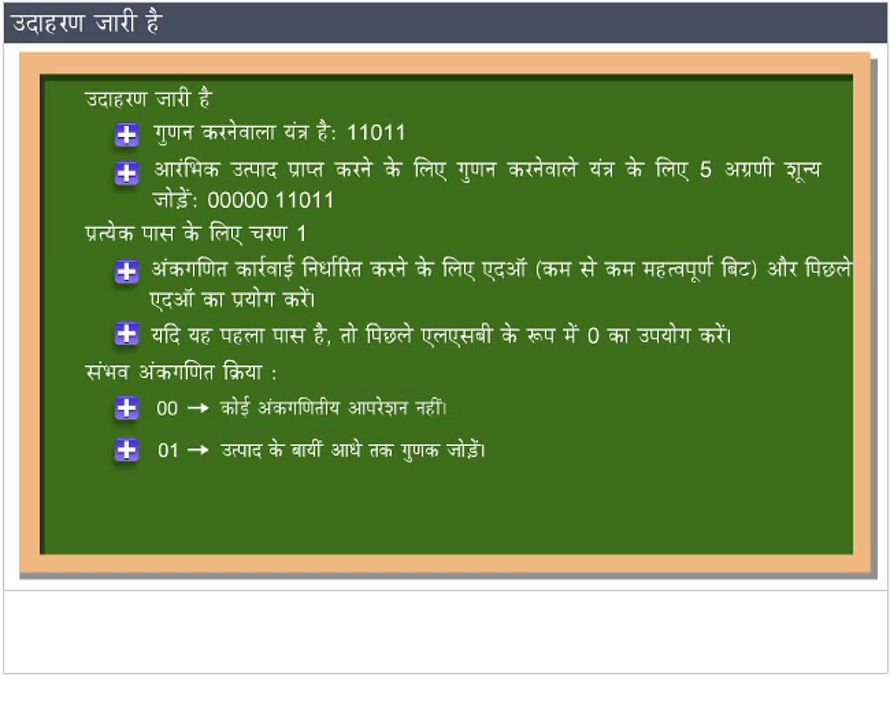 उदाहरण जारी है
उदाहरण जारी है
गुणन करनेवाला यंत्र है: 11011
आरंभिक उत्पाद प्राप्त करने के लिए गुणन करनेवाले यंत्र के लिए 5 अग्रणी शून्य
जोड़ें: 00000 11011
प्रत्येक पास के लिए चरण 1
अंकगणित कार्रवाई निर्धारित करने के लिए एदऑ (कम से कम महत्वपूर्ण बिट) और पिछले
एदऑ का प्रयोग करें।
यदि यह पहला पास है, तो पिछले एलएसबी के रूप में 0 का उपयोग करें।
संभव अंकगणित क्रिया :
00 → कोई अंकगणितीय आपरेशन नहीं।
01 → उत्पाद के बायीं आधे तक गुणक जोड़ें।